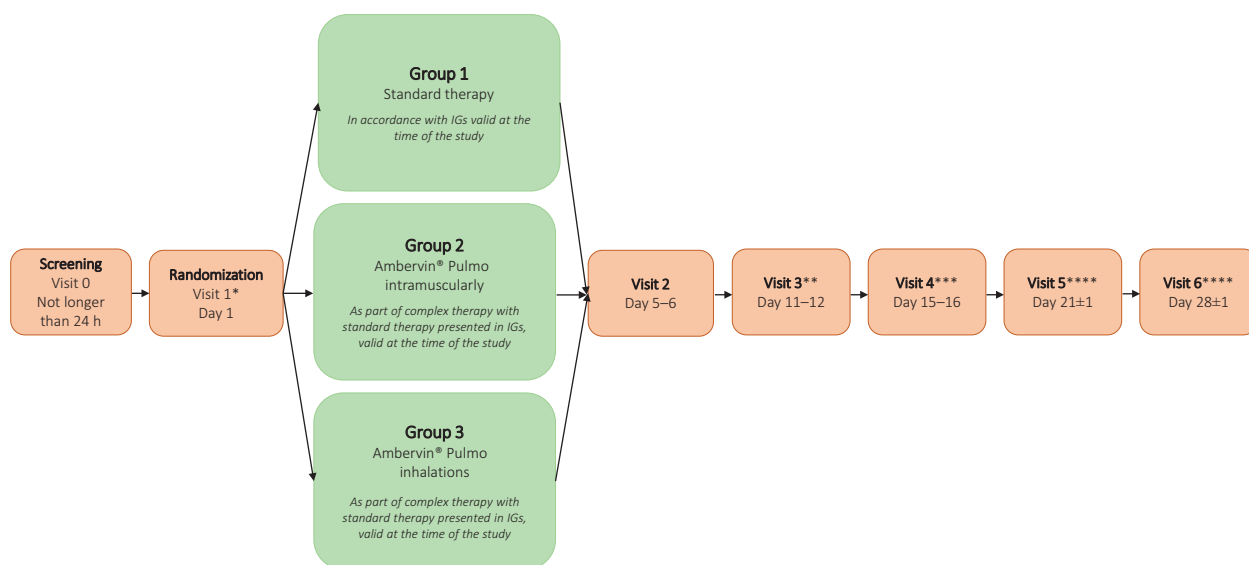 Screening
Visit 0
Not longer
than 24 h
Randomization
Visit 1*
Day 1
Group 1
Standard therapy
In accordance with IGs valid at the
time of the study
Group 2
Ambervin® Pulmo
intramuscularly
As part of complex therapy with
standard therapy presented in IGs,
valid at the time of the study
Group 3
Ambervin® Pulmo
inhalations
As part of complex therapy with
standard therapy presented in IGs,
valid at the time of the study
Visit 2
Day 5–6
Visit 3**
Day 11–12
Visit 4***
Day 15–16
Visit 5****
Day 21±1
Visit 6****
Day 28±1